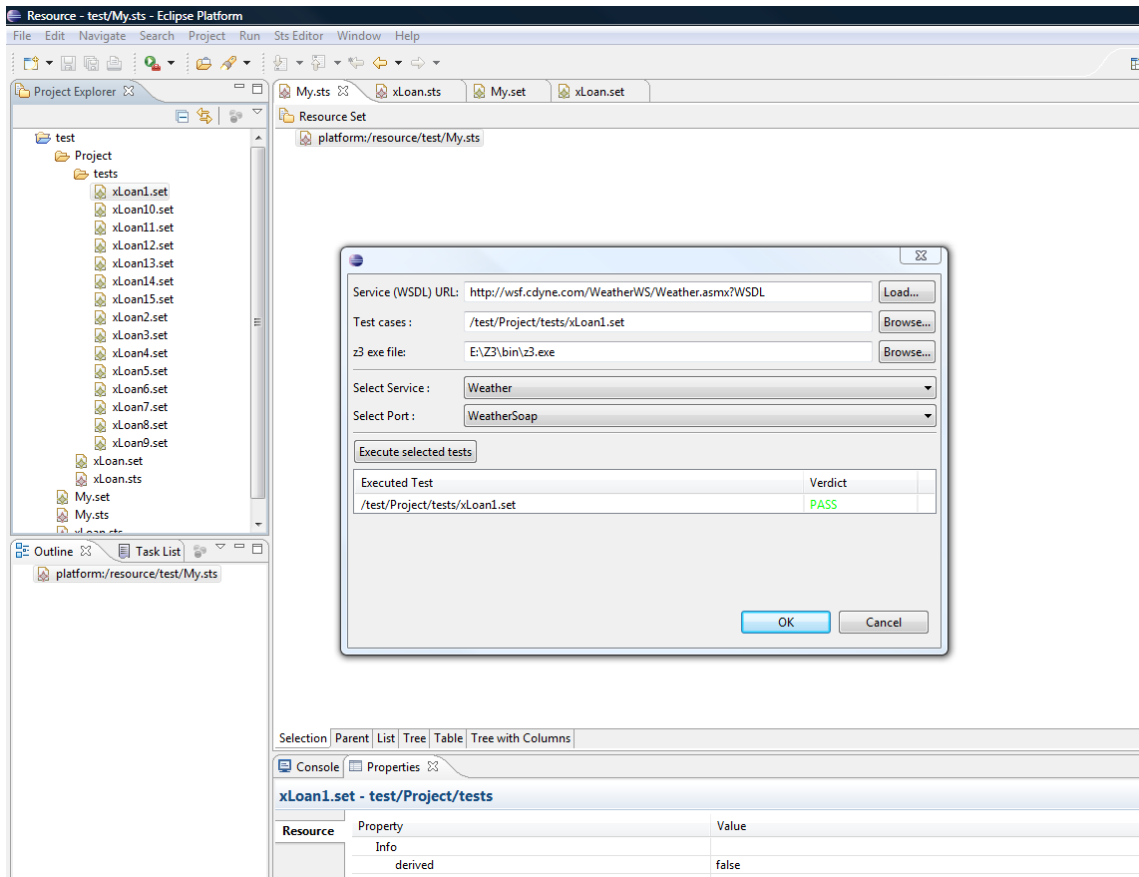 Resource - test/My.sts - Eclipse Platform
File Edit Navigate Search Project Run Sts Editor Window Help
Project Explorer
test
Project
tests
xLoan1.set
xLoan10.set
xLoan11.set
xLoan12.set
xLoan13.set
xLoan14.set
xLoan15.set
xLoan2.set
xLoan3.set
xLoan4.set
xLoan5.set
xLoan6.set
xLoan7.set
xLoan8.set
xLoan9.set
xLoan.set
xLoan.sts
My.set
My.sts
xLoan.sts
Outline Task List
platform:/resource/test/My.sts
My.sts xLoan.sts My.set xLoan.set
Resource Set
platform:/resource/test/My.sts
Service (WSDL) URL: http://wsf.cdyne.com/WeatherWS/Weather.asmx?WSDL Load...
Test cases : /test/Project/tests/xLoan1.set Browse...
z3 exe file: E:\Z3\bin\z3.exe Browse...
Select Service : Weather
Select Port : WeatherSoap
Execute selected tests
Executed Test Verdict
/test/Project/tests/xLoan1.set PASS
OK Cancel
Selection Parent List Tree Table Tree with Columns
Console Properties
xLoan1.set - test/Project/tests
Resource Property Value
Info
derived false